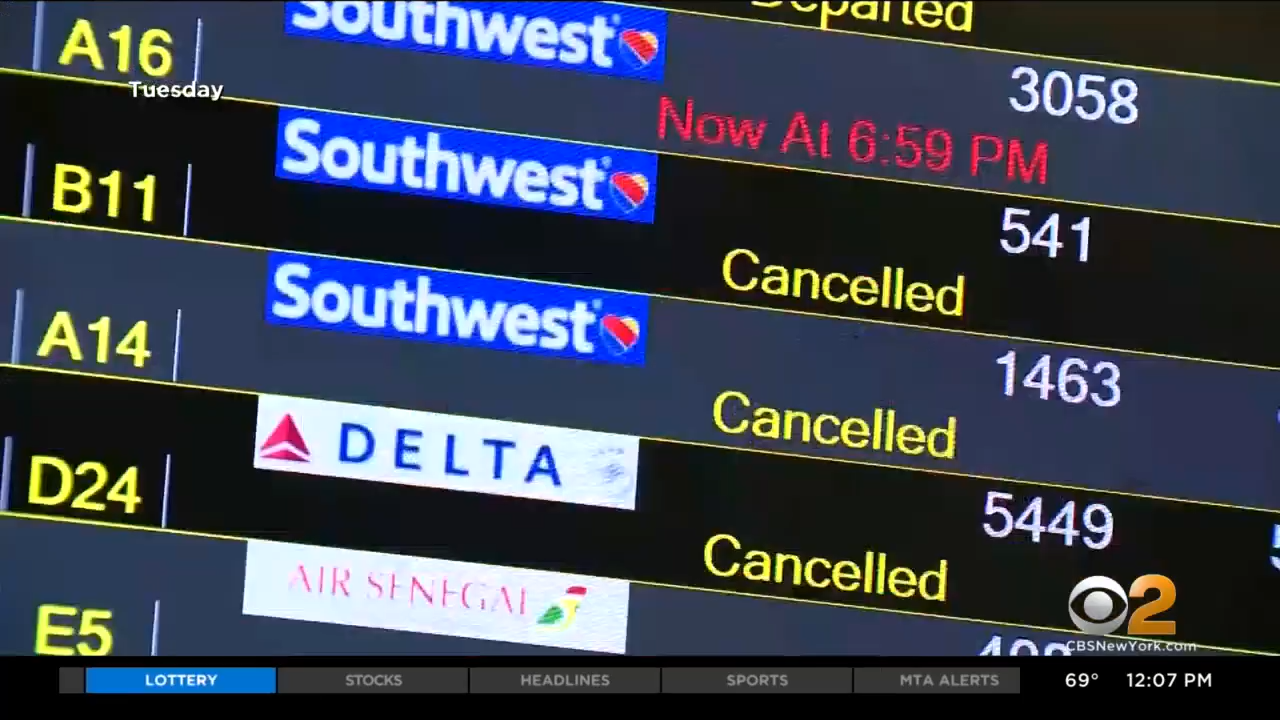 Departed
A16 Southwest 3058
Tuesday
Now At 6:59 PM
B11 Southwest 541
Cancelled
A14 Southwest 1463
Cancelled
D24 DELTA 5449
Cancelled
E5 AIR SENEGAL
2
CBSNewYork.com
LOTTERY STOCKS HEADLINES SPORTS MTA ALERTS 69° 12:07 PM